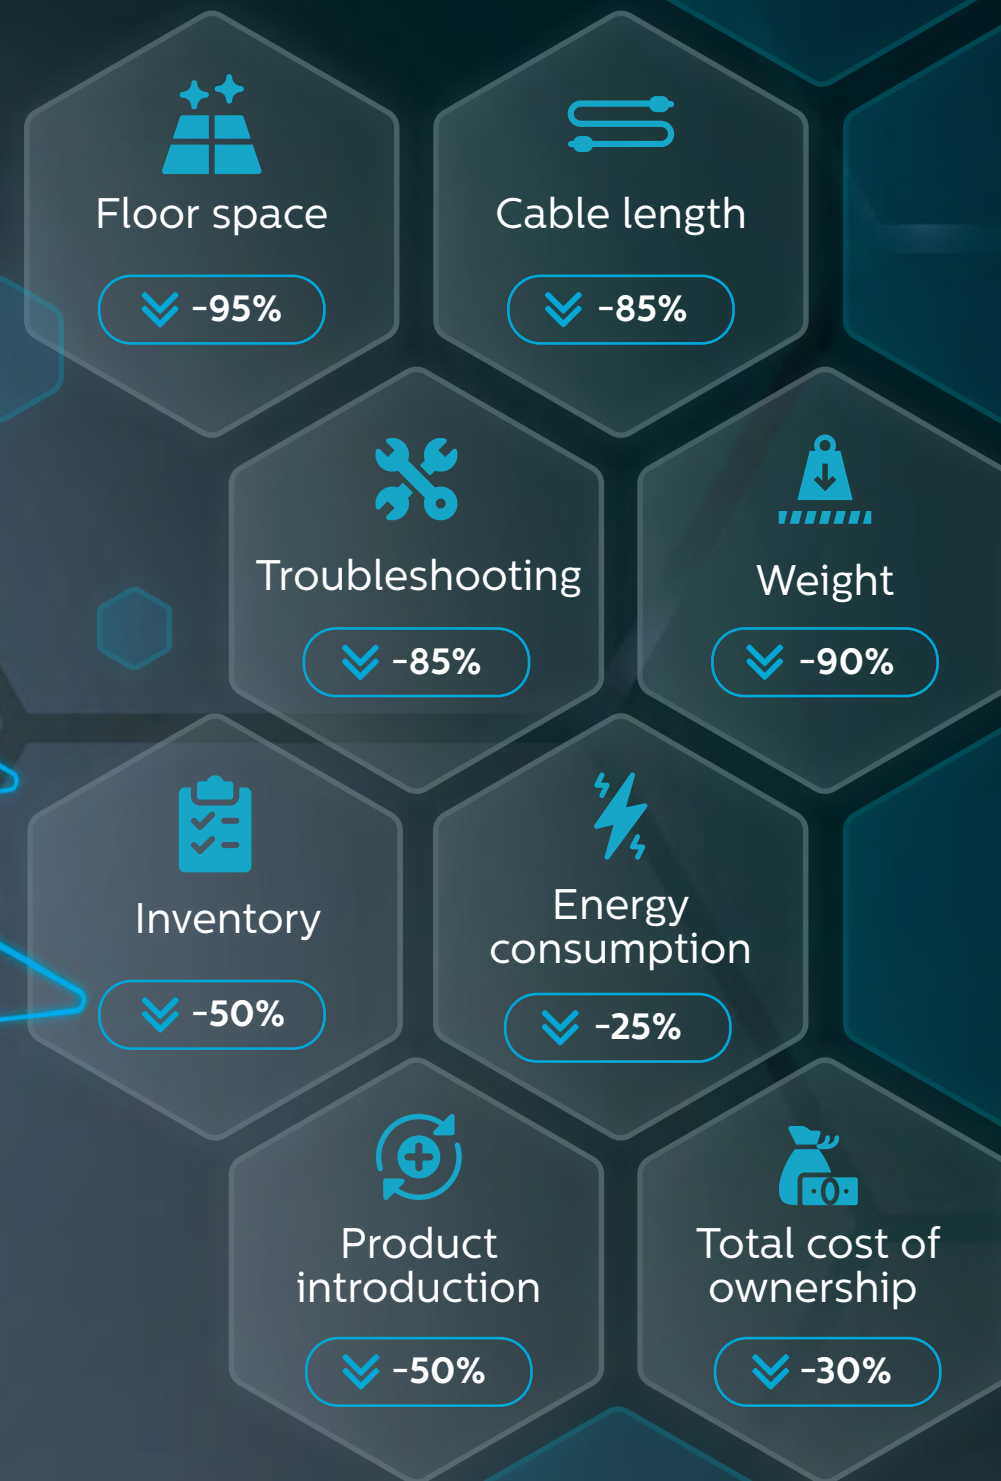 Floor space
-95%
Cable length
-85%
Troubleshooting
-85%
Weight
-90%
Inventory
-50%
Energy
consumption
-25%
Product
introduction
-50%
Total cost of
ownership
-30%